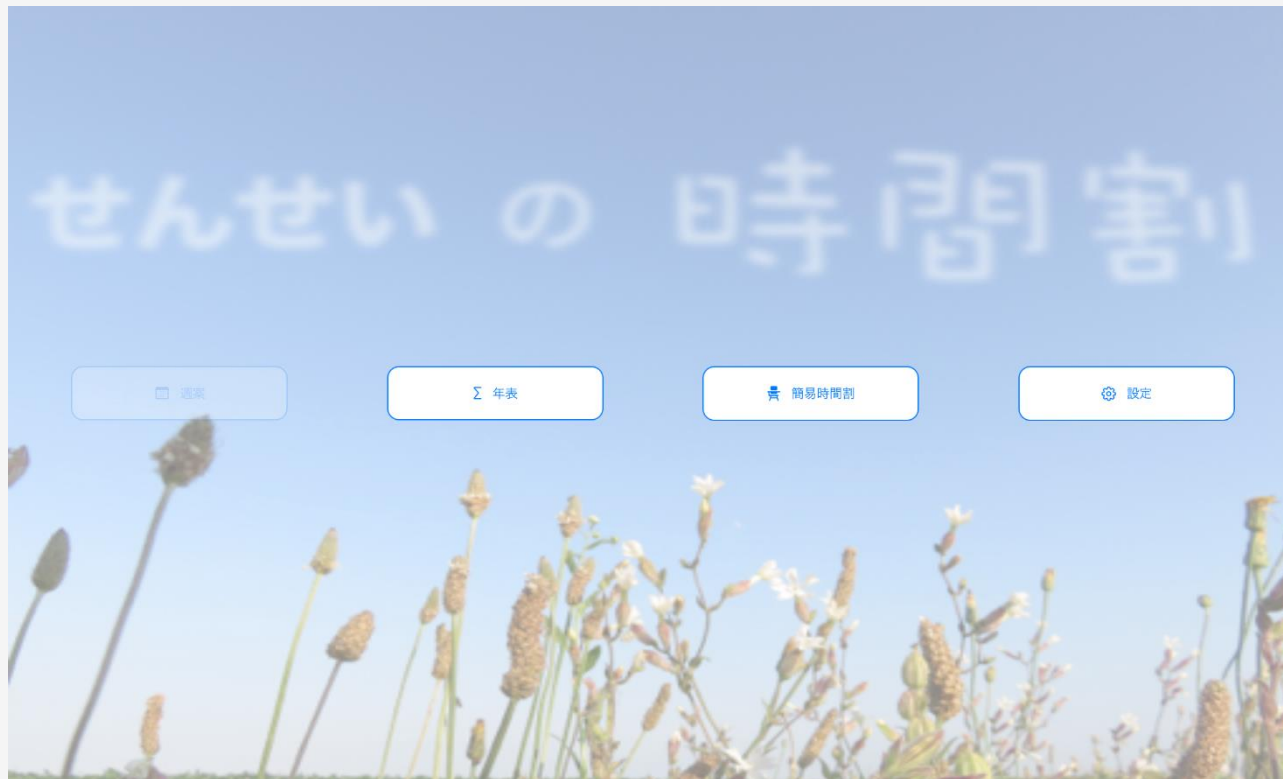 せんせい の 時間割
週案
年表
簡易時間割
設定